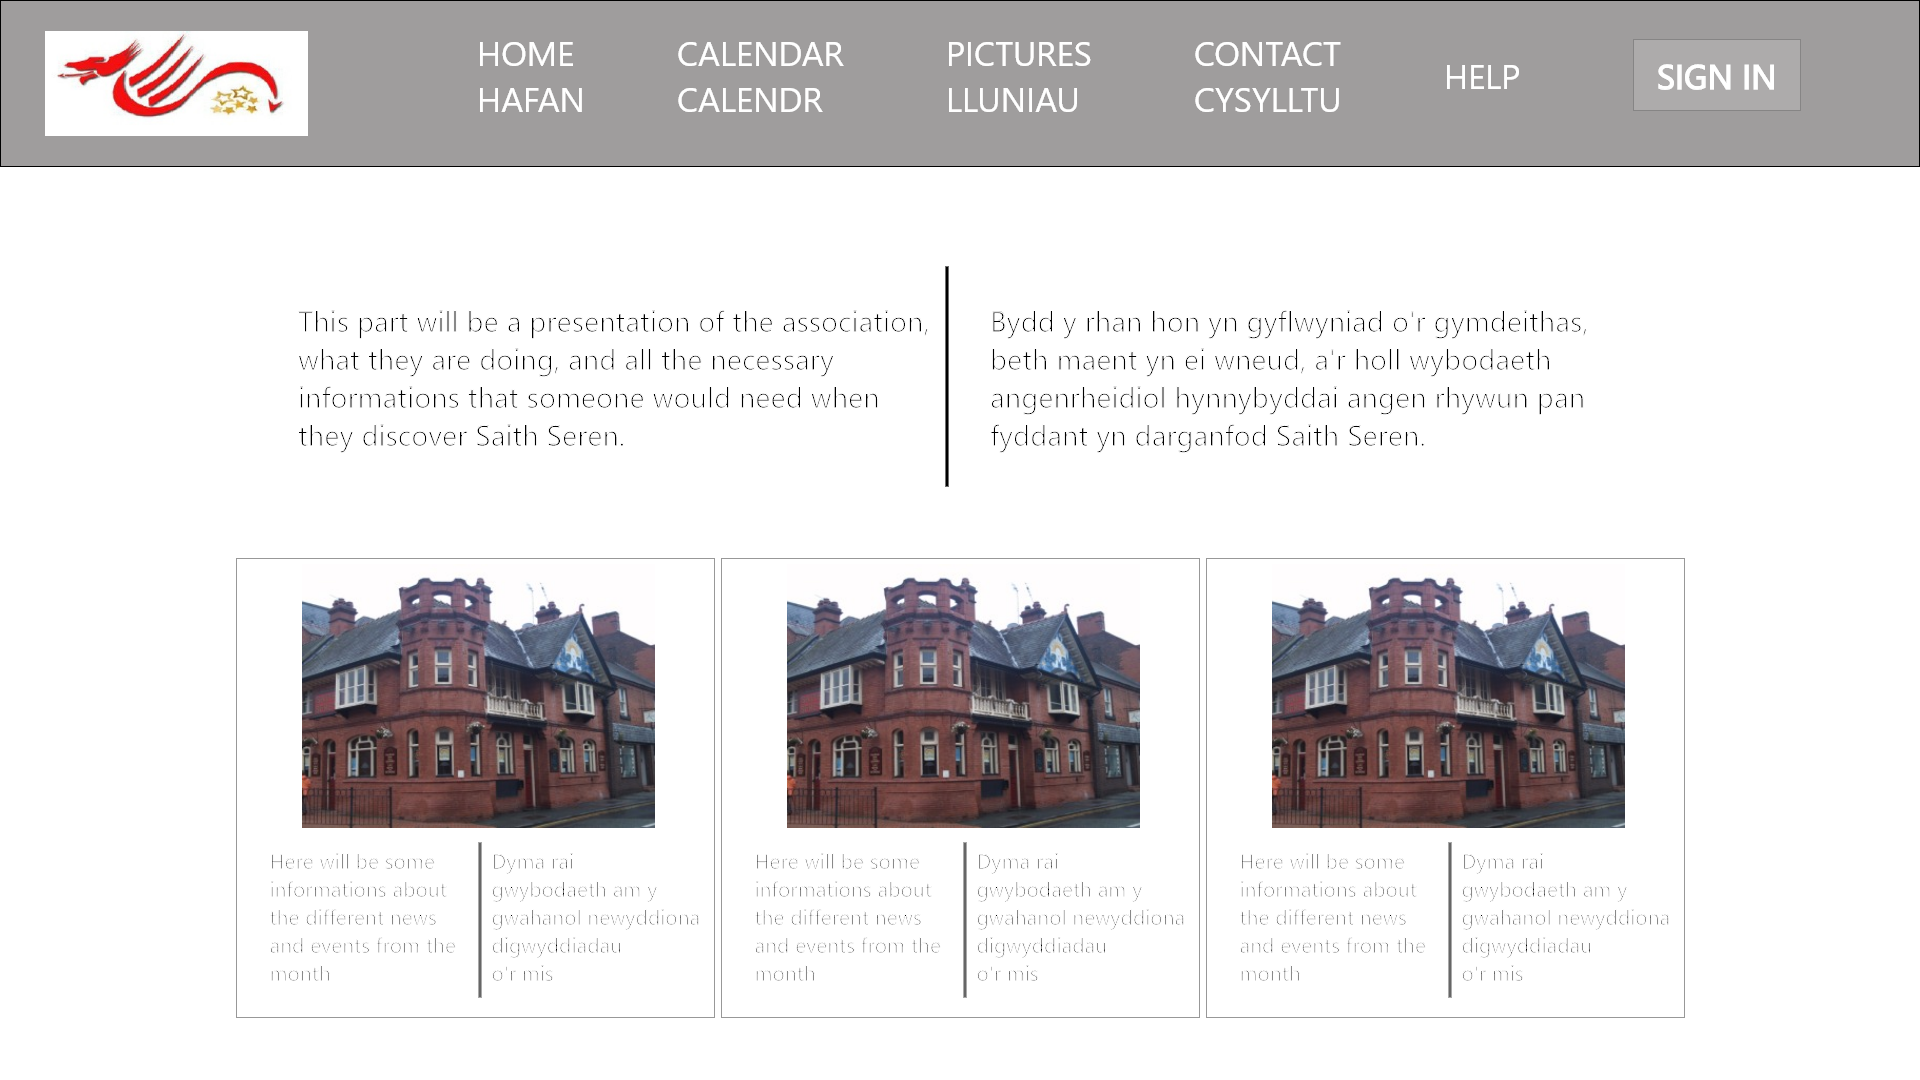 HOME
HAFAN
CALENDAR
CALENDR
PICTURES
LLUNIAU
CONTACT
CYSYLLTU
HELP
SIGN IN
This part will be a presentation of the association,
what they are doing, and all the necessary
informations that someone would need when
they discover Saith Seren.
Bydd y rhan hon yn gyflwyniad o'r gymdeithas,
beth maent yn ei wneud, a'r holl wybodaeth
angenrheidiol hynnybyddai angen rhywun pan
fyddant yn darganfod Saith Seren.
Here will be some
informations about
the different news
and events from the
month
Dyma rai
gwybodaeth am y
gwahanol newyddiona
digwyddiadau
o'r mis
Here will be some
informations about
the different news
and events from the
month
Dyma rai
gwybodaeth am y
gwahanol newyddiona
digwyddiadau
o'r mis
Here will be some
informations about
the different news
and events from the
month
Dyma rai
gwybodaeth am y
gwahanol newyddiona
digwyddiadau
o'r mis